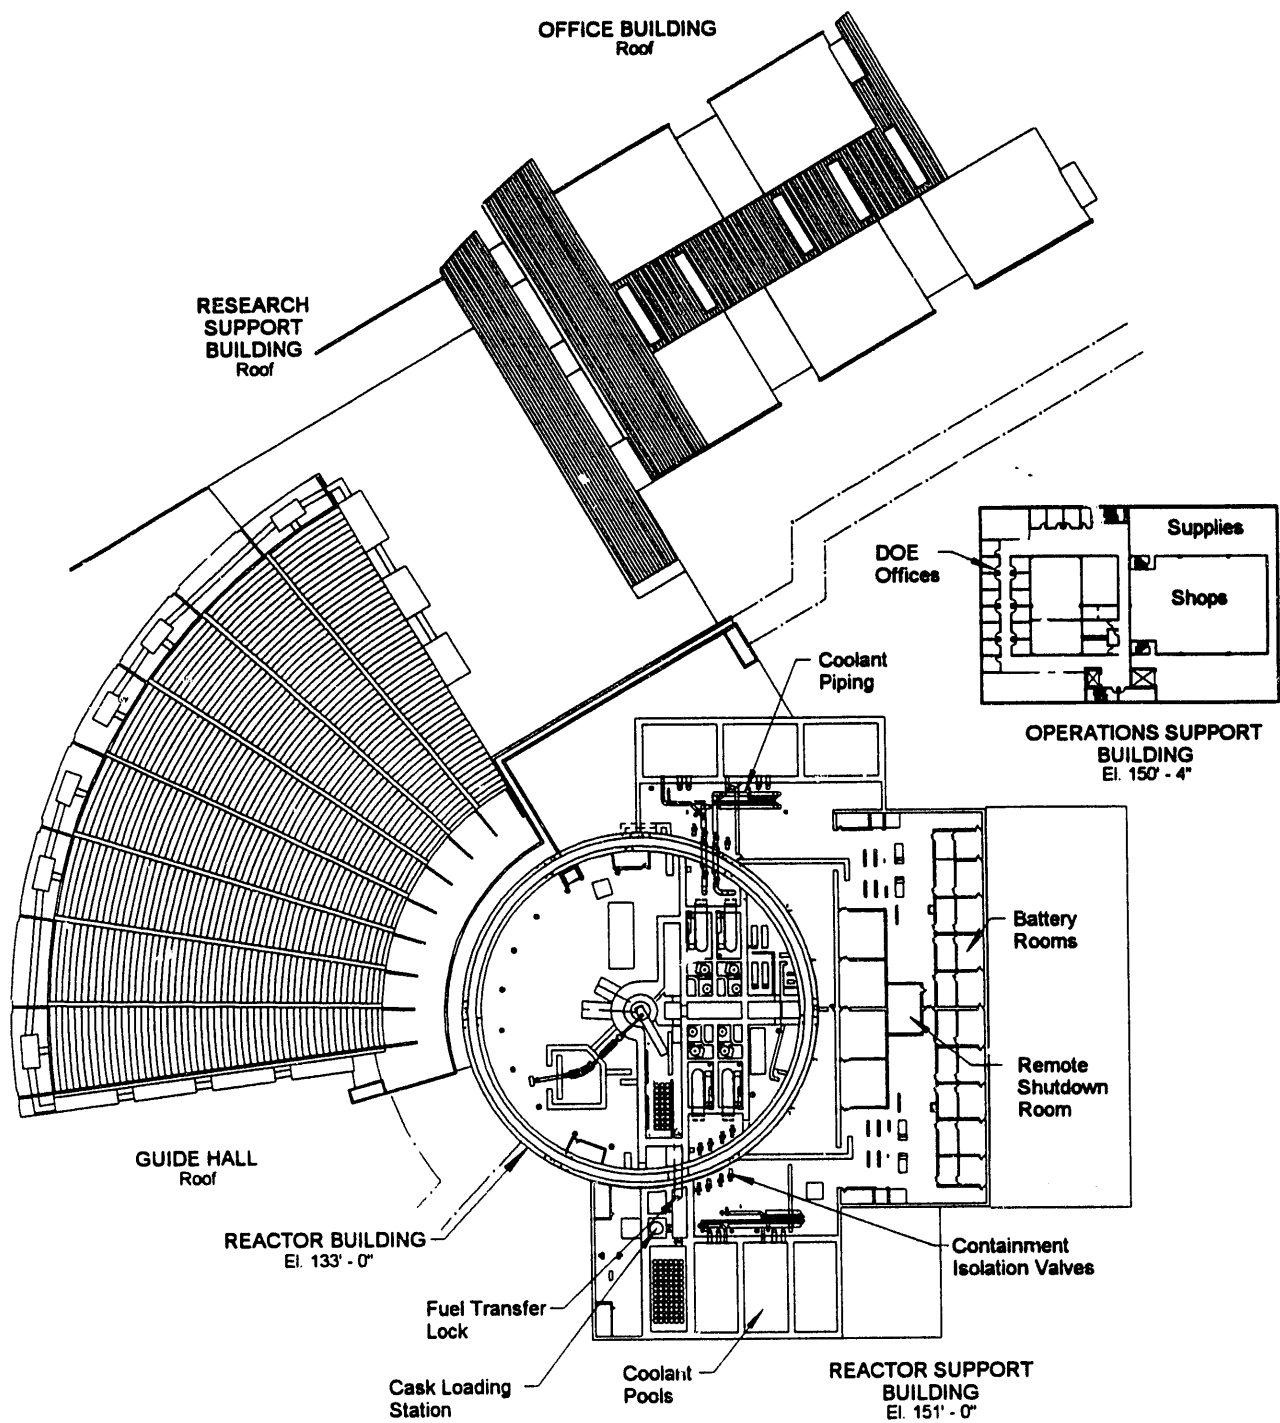 OFFICE BUILDING
Roof
RESEARCH
SUPPORT
BUILDING
Roof
DOE
Offices
Supplies
Shops
OPERATIONS SUPPORT
BUILDING
El. 150' - 4"
Coolant
Piping
Battery
Rooms
Remote
Shutdown
Room
GUIDE HALL
Roof
REACTOR BUILDING
El. 133' - 0"
Containment
Isolation Valves
Fuel Transfer
Lock
Cask Loading
Station
Coolant
Pools
REACTOR SUPPORT
BUILDING
El. 151' - 0"